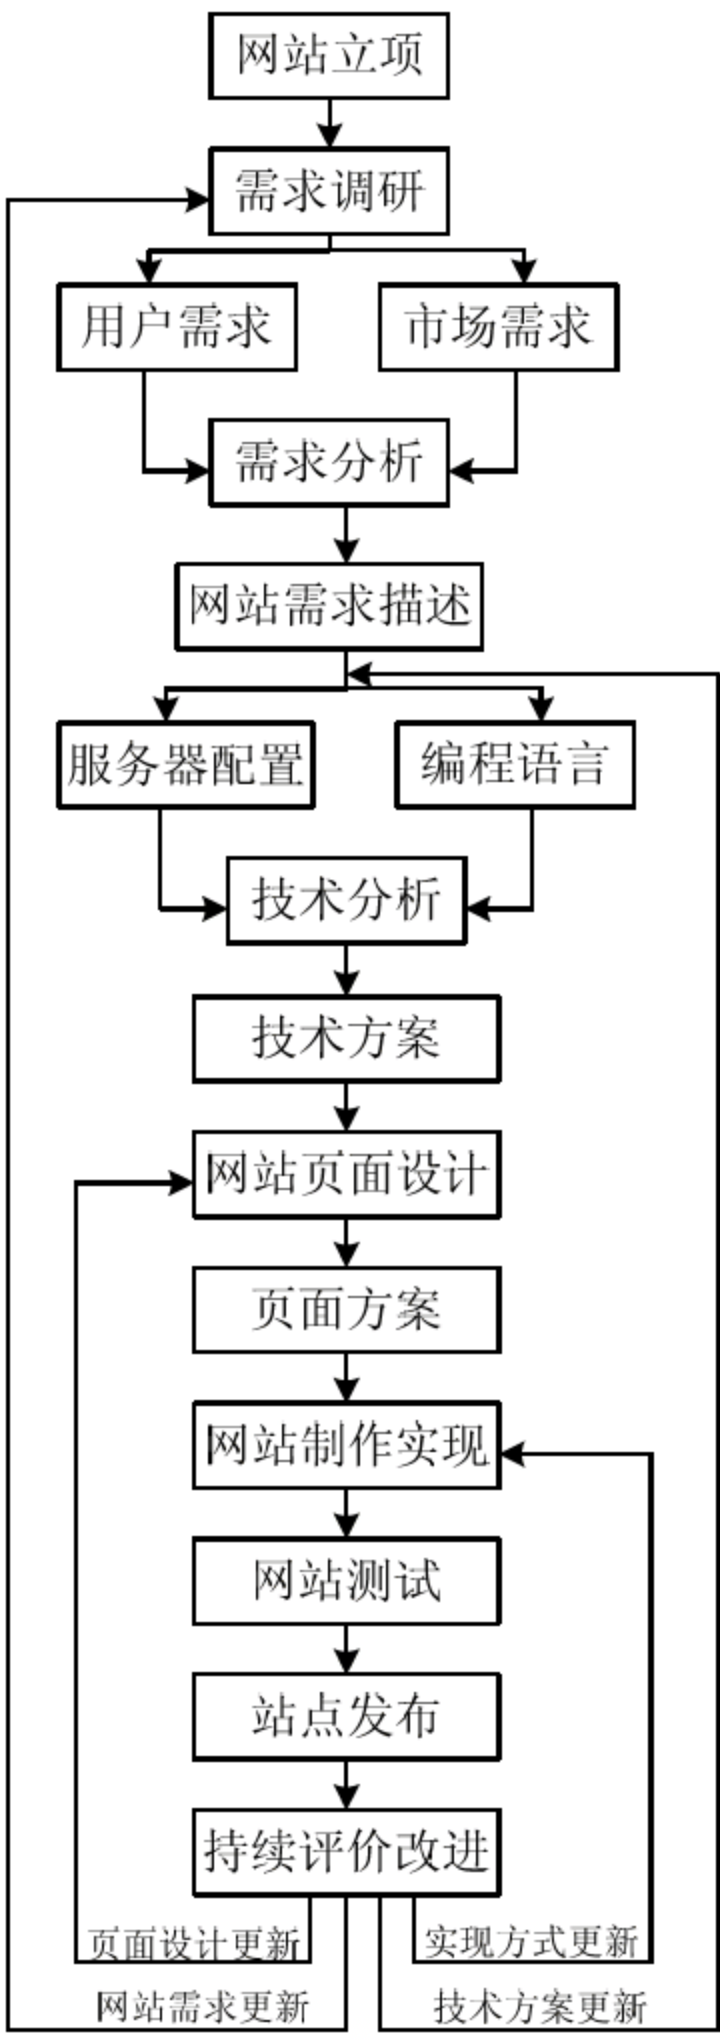 网站立项
需求调研
用户需求
市场需求
需求分析
网站需求描述
服务器配置
编程语言
技术分析
技术方案
网站页面设计
页面方案
网站制作实现
网站测试
站点发布
持续评价改进
页面设计更新
实现方式更新
网站需求更新
技术方案更新